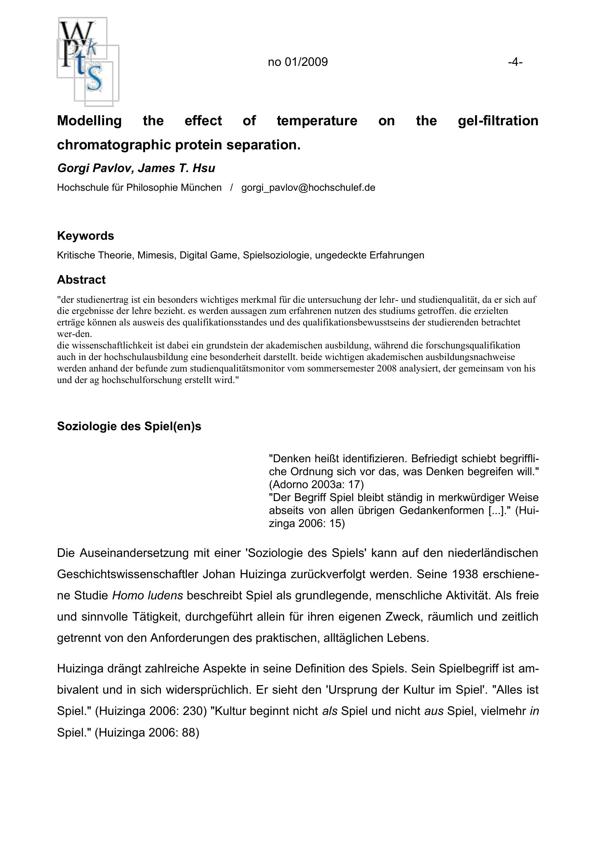 W
Pkt
S
no 01/2009 -4-
Modelling the effect of temperature on the gel-filtration
chromatographic protein separation.
Gorgi Pavlov, James T. Hsu
Hochschule für Philosophie München / gorgi_pavlov@hochschulef.de
Keywords
Kritische Theorie, Mimesis, Digital Game, Spielsoziologie, ungedeckte Erfahrungen
Abstract
"der studienertrag ist ein besonders wichtiges merkmal für die untersuchung der lehr- und studienqualität, da er sich auf
die ergebnisse der lehre bezieht. es werden aussagen zum erfahrenen nutzen des studiums getroffen. die erzielten
erträge können als ausweis des qualifikationsstandes und des qualifikationsbewusstseins der studierenden betrachtet
wer-den.
die wissenschaftlichkeit ist dabei ein grundstein der akademischen ausbildung, während die forschungsqualifikation
auch in der hochschulausbildung eine besonderheit darstellt. beide wichtigen akademischen ausbildungsnachweise
werden anhand der befunde zum studienqualitätsmonitor vom sommersemester 2008 analysiert, der gemeinsam von his
und der ag hochschulforschung erstellt wird."
Soziologie des Spiel(en)s
"Denken heißt identifizieren. Befriedigt schiebt begriffli-
che Ordnung sich vor das, was Denken begreifen will."
(Adorno 2003a: 17)
"Der Begriff Spiel bleibt ständig in merkwürdiger Weise
abseits von allen übrigen Gedankenformen [...]." (Hui-
zinga 2006: 15)
Die Auseinandersetzung mit einer 'Soziologie des Spiels' kann auf den niederländischen
Geschichtswissenschaftler Johan Huizinga zurückverfolgt werden. Seine 1938 erschiene-
ne Studie Homo ludens beschreibt Spiel als grundlegende, menschliche Aktivität. Als freie
und sinnvolle Tätigkeit, durchgeführt allein für ihren eigenen Zweck, räumlich und zeitlich
getrennt von den Anforderungen des praktischen, alltäglichen Lebens.
Huizinga drängt zahlreiche Aspekte in seine Definition des Spiels. Sein Spielbegriff ist am-
bivalent und in sich widersprüchlich. Er sieht den 'Ursprung der Kultur im Spiel'. "Alles ist
Spiel." (Huizinga 2006: 230) "Kultur beginnt nicht als Spiel und nicht aus Spiel, vielmehr in
Spiel." (Huizinga 2006: 88)